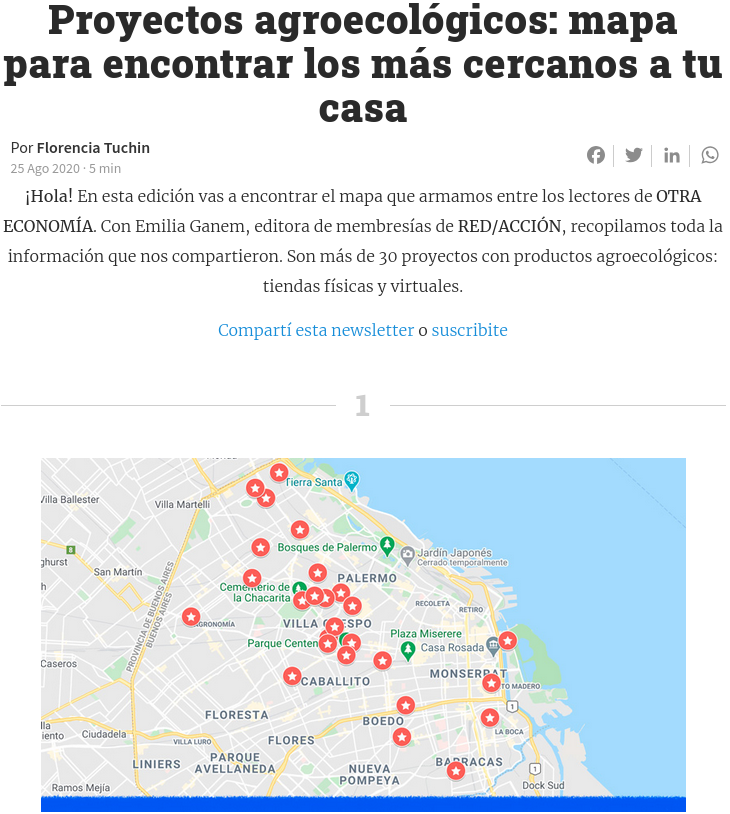 Proyectos agroecológicos: mapa
para encontrar los más cercanos a tu
casa
Por Florencia Tuchin
25 Ago 2020 · 5 min
¡Hola! En esta edición vas a encontrar el mapa que armamos entre los lectores de OTRA
ECONOMÍA. Con Emilia Ganem, editora de membresías de RED/ACCIÓN, recopilamos toda la
información que nos compartieron. Son más de 30 proyectos con productos agroecológicos:
tiendas físicas y virtuales.
Compartí esta newsletter o suscribite
1
Tierra Santa
Villa Ballester
Villa Martelli
8
Bosques de Palermo
Jardín Japonés
Cerrado temporalmente
San Martín
PALERMO
Cementerio de
la Chacarita
RECOLETA
RETIRO
PROVINCIA DE BUENOS AIRES
BUENOS AIRES
AGRONOMÍA
VILLA
Plaza Miserere
Parque Centen
Casa Rosada
Caseros
CABALLITO
MONSERRAT
TO MADERO
FLORESTA
BOEDO
1
Ciudadela
VILLA LURO
FLORES
LA BOCA
LINIERS
PARQUE
AVELLANEDA
NUEVA
POMPEYA
BARRACAS
1
Ramos Mejía
Dock Sud